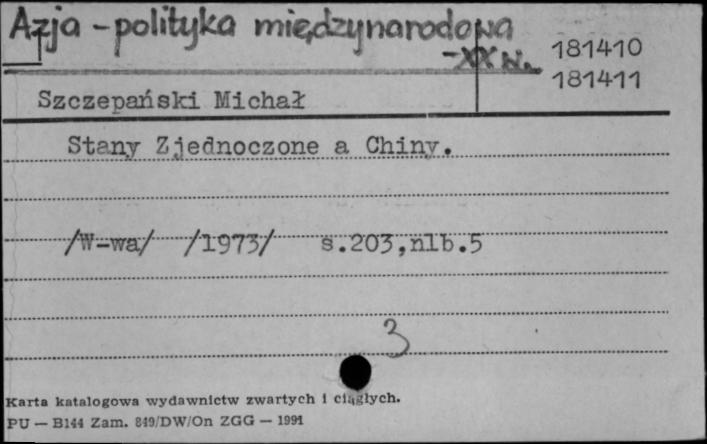 Azja - polityka międzynarodowa
- XX w.
181410
181411
Szczepański Michał
Stany Zjednoczone a Chiny.
/W-wa/ /1973/ s.203,nlb.5
3
Karta katalogowa wydawnictw zwartych i ciągłych.
PU — B144 Zam. 849/DW/On ZGG — 1991